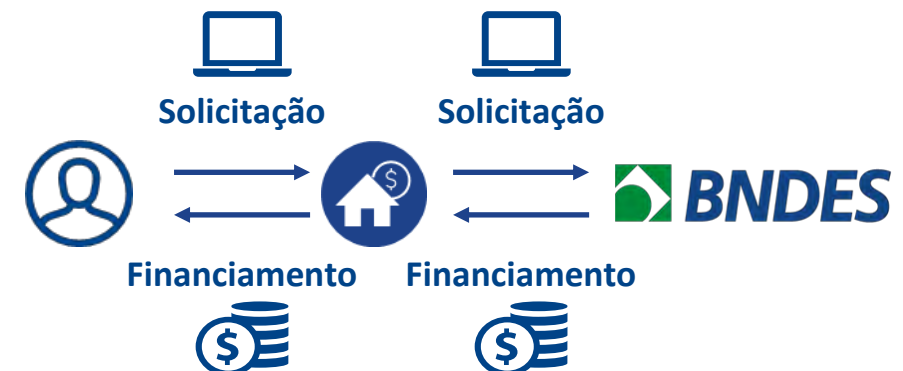 Solicitação Solicitação
$
BNDES
Financiamento Financiamento
$ $